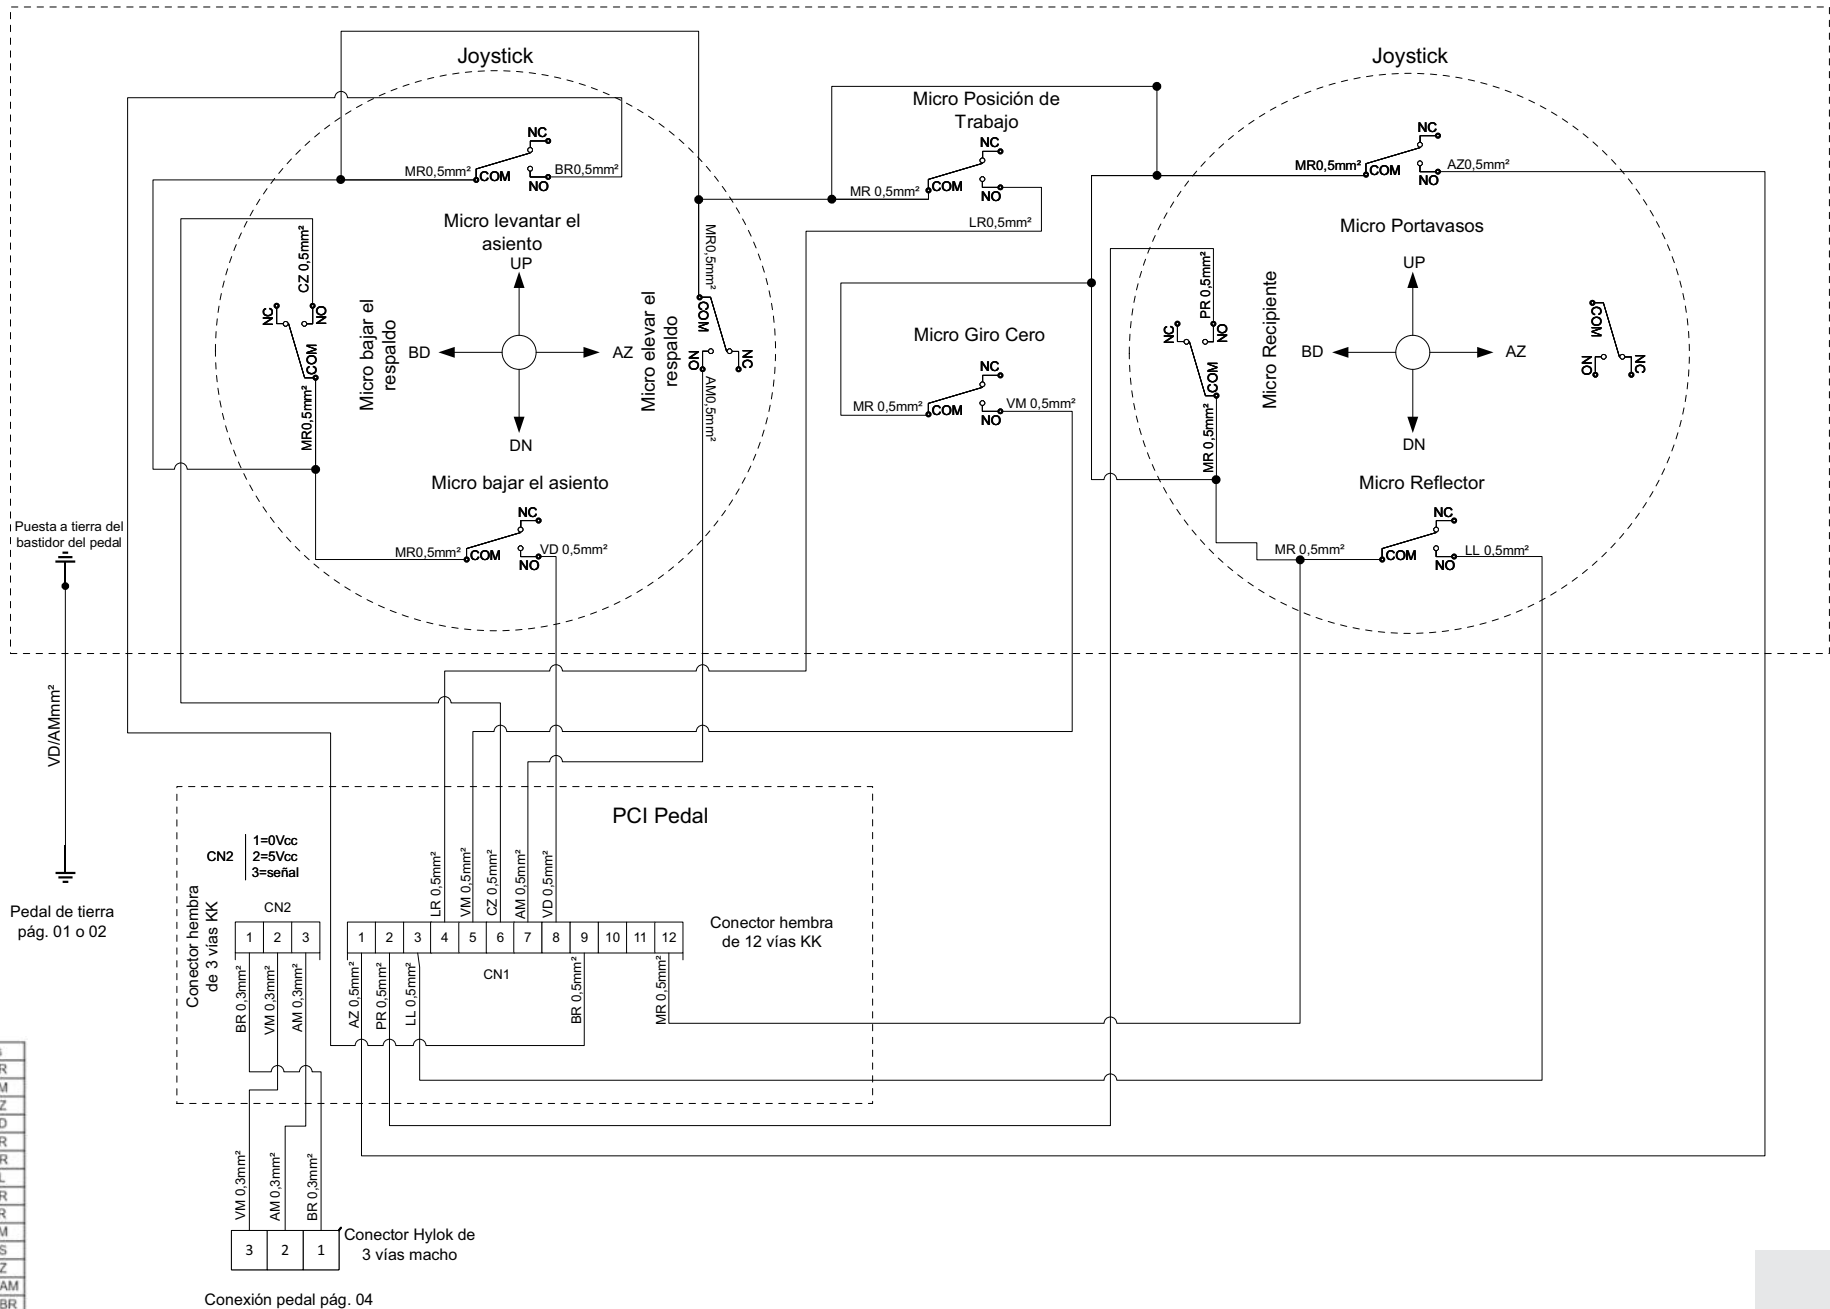 Joystick
Joystick
NC
MR0,5mm²
COM
NO
BR0,5mm²
Micro levantar el
asiento
UP
CZ 0,5mm²
NC
NO
COM
MR0,5mm²
Micro bajar el
respaldo
BD
AZ
DN
Micro elevar el
respaldo
MR0,5mm²
COM
NO
NC
AM0,5mm²
Micro bajar el asiento
NC
MR0,5mm²
COM
VD 0,5mm²
NO
Micro Posición de
Trabajo
NC
MR 0,5mm²
COM
NO
LR0,5mm²
Micro Giro Cero
NC
MR 0,5mm²
COM
VM 0,5mm²
NO
NC
MR0,5mm²
COM
AZ0,5mm²
NO
Micro Portavasos
UP
PR 0,5mm²
NC
NO
COM
MR 0,5mm²
Micro Recipiente
BD
AZ
DN
COM
NO
NC
Micro Reflector
NC
MR 0,5mm²
COM
LL 0,5mm²
NO
Puesta a tierra del
bastidor del pedal
VD/AMmm²
Pedal de tierra
pág. 01 o 02
PCI Pedal
CN2
1=0Vcc
2=5Vcc
3=señal
Conector hembra
de 3 vías KK
CN2
1 2 3
BR 0,3mm²
VM 0,3mm²
AM 0,3mm²
LR 0,5mm²
VM 0,5mm²
CZ 0,5mm²
AM 0,5mm²
VD 0,5mm²
1 2 3 4 5 6 7 8 9 10 11 12
CN1
Conector hembra
de 12 vías KK
AZ 0,5mm²
PR 0,5mm²
LL 0,5mm²
BR 0,5mm²
MR 0,5mm²
VM 0,3mm²
AM 0,3mm²
BR 0,3mm²
3 2 1
Conector Hylok de
3 vías macho
Conexión pedal pág. 04
s
R
M
Z
D
R
R
L
R
R
M
S
Z
AM
BR